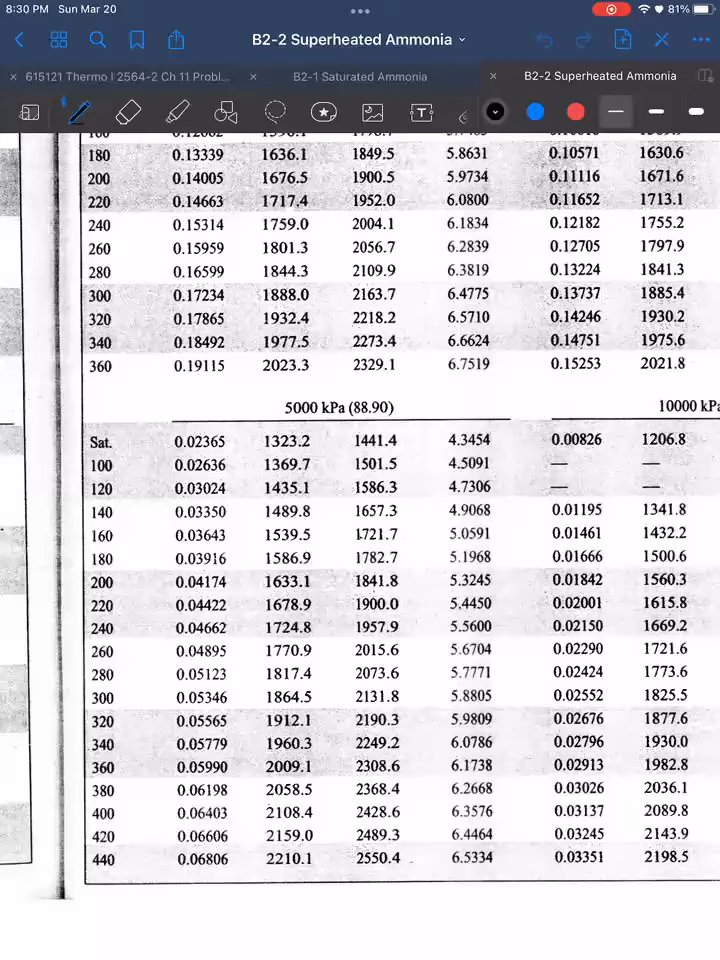 8:30 PM Sun Mar 20
81%
B2-2 Superheated Ammonia
615121 Thermo I 2564-2 Ch 11 Probl...
B2-1 Saturated Ammonia
B2-2 Superheated Ammonia
180 0.13339 1636.1 1849.5 5.8631 0.10571 1630.6
200 0.14005 1676.5 1900.5 5.9734 0.11116 1671.6
220 0.14663 1717.4 1952.0 6.0800 0.11652 1713.1
240 0.15314 1759.0 2004.1 6.1834 0.12182 1755.2
260 0.15959 1801.3 2056.7 6.2839 0.12705 1797.9
280 0.16599 1844.3 2109.9 6.3819 0.13224 1841.3
300 0.17234 1888.0 2163.7 6.4775 0.13737 1885.4
320 0.17865 1932.4 2218.2 6.5710 0.14246 1930.2
340 0.18492 1977.5 2273.4 6.6624 0.14751 1975.6
360 0.19115 2023.3 2329.1 6.7519 0.15253 2021.8
5000 kPa (88.90) 10000 kPa
Sat. 0.02365 1323.2 1441.4 4.3454 0.00826 1206.8
100 0.02636 1369.7 1501.5 4.5091 — —
120 0.03024 1435.1 1586.3 4.7306 — —
140 0.03350 1489.8 1657.3 4.9068 0.01195 1341.8
160 0.03643 1539.5 1721.7 5.0591 0.01461 1432.2
180 0.03916 1586.9 1782.7 5.1968 0.01666 1500.6
200 0.04174 1633.1 1841.8 5.3245 0.01842 1560.3
220 0.04422 1678.9 1900.0 5.4450 0.02001 1615.8
240 0.04662 1724.8 1957.9 5.5600 0.02150 1669.2
260 0.04895 1770.9 2015.6 5.6704 0.02290 1721.6
280 0.05123 1817.4 2073.6 5.7771 0.02424 1773.6
300 0.05346 1864.5 2131.8 5.8805 0.02552 1825.5
320 0.05565 1912.1 2190.3 5.9809 0.02676 1877.6
340 0.05779 1960.3 2249.2 6.0786 0.02796 1930.0
360 0.05990 2009.1 2308.6 6.1738 0.02913 1982.8
380 0.06198 2058.5 2368.4 6.2668 0.03026 2036.1
400 0.06403 2108.4 2428.6 6.3576 0.03137 2089.8
420 0.06606 2159.0 2489.3 6.4464 0.03245 2143.9
440 0.06806 2210.1 2550.4 6.5334 0.03351 2198.5